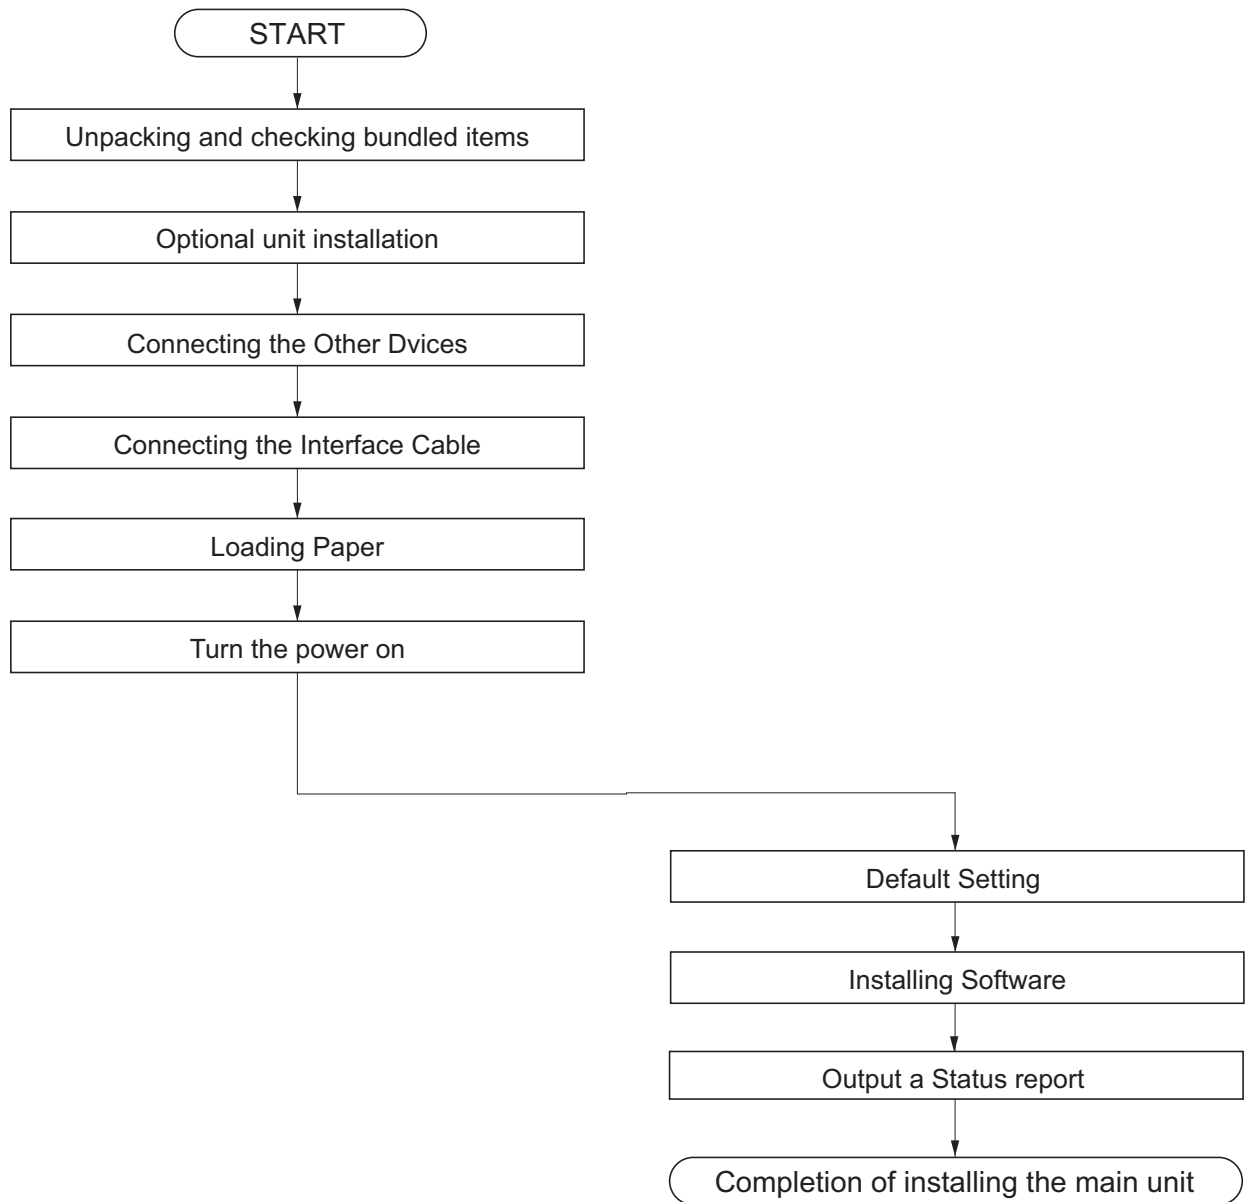 START
Unpacking and checking bundled items
Optional unit installation
Connecting the Other Dvices
Connecting the Interface Cable
Loading Paper
Turn the power on
Default Setting
Installing Software
Output a Status report
Completion of installing the main unit